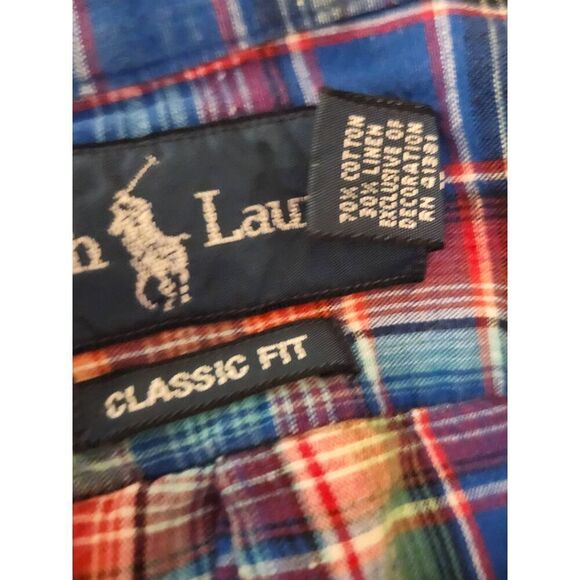 n Lau
CLASSIC FIT
70% COTTON
30% LINEN
EXCLUSIVE OF
DECORATION
RN 41381